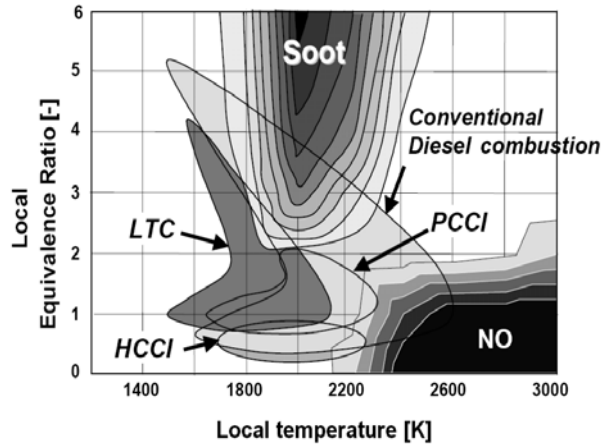 6
5
4
3
2
1
0
Local
Equivalence Ratio [-]
Soot
Conventional
Diesel combustion
LTC
PCCI
HCCI
NO
1400 1800 2200 2600 3000
Local temperature [K]